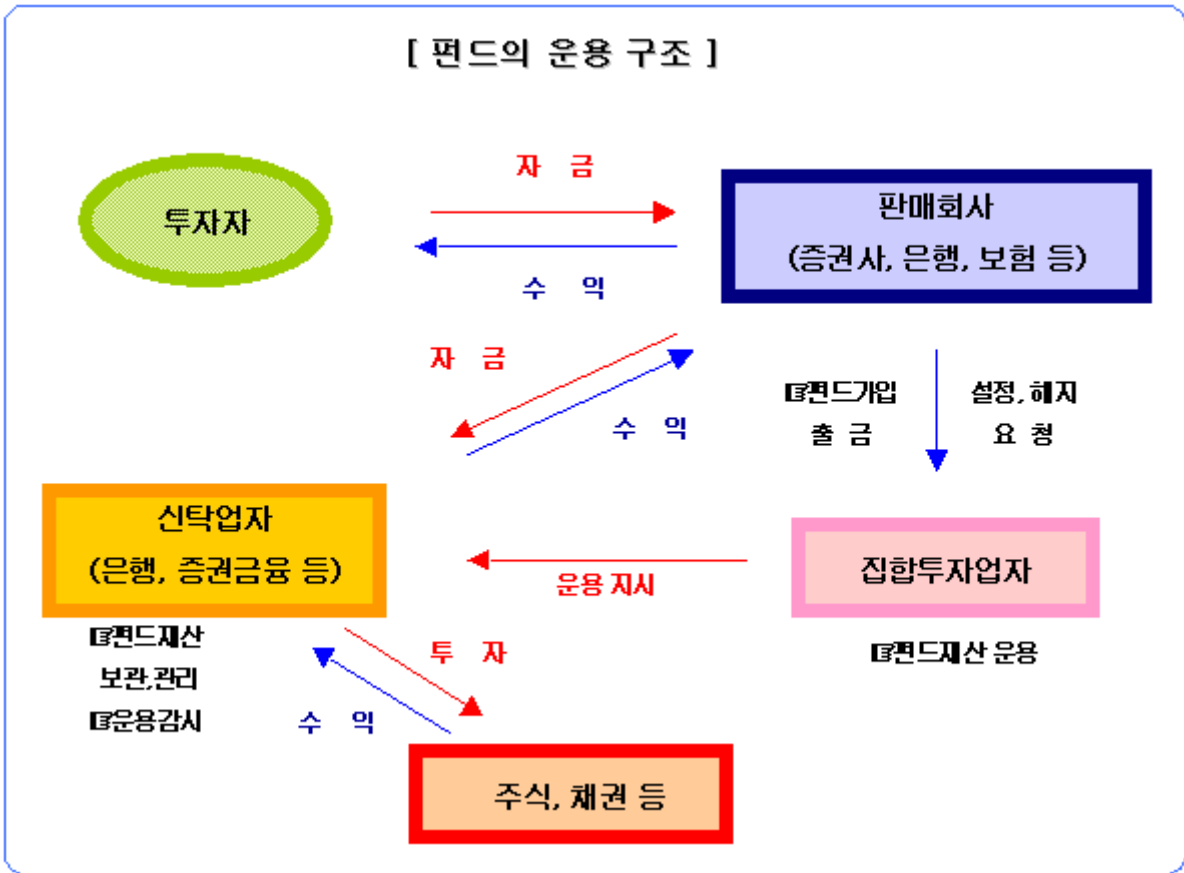 [ 펀드의 운용 구조 ]
자 금
투자자
판매회사
(증권사, 은행, 보험 등)
수 익
자 금
수 익
☞펀드가입
출 금
설정, 해지
요 청
신탁업자
(은행, 증권금융 등)
운용 지시
집합투자업자
☞펀드재산
보관,관리
☞운용감시
투 자
수 익
☞펀드재산 운용
주식, 채권 등